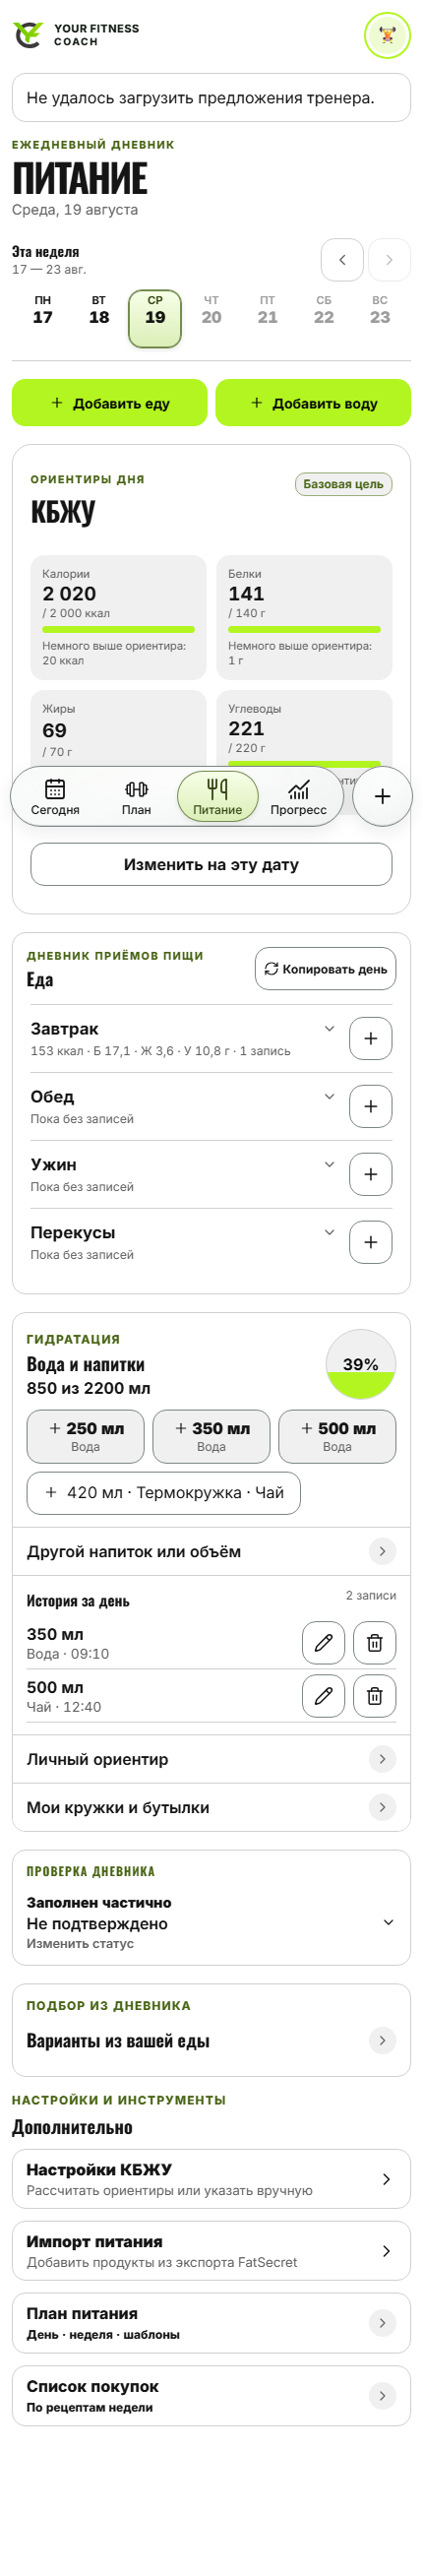 YOUR FITNESS
COACH
Не удалось загрузить предложения тренера.
ЕЖЕДНЕВНЫЙ ДНЕВНИК
ПИТАНИЕ
Среда, 19 августа
Эта неделя
17 — 23 авг.
ПН ВТ СР ЧТ ПТ СБ ВС
17 18 19 20 21 22 23
+ Добавить еду + Добавить воду
ОРИЕНТИРЫ ДНЯ
Базовая цель
КБЖУ
Калории Белки
2 020 141
/ 2 000 ккал / 140 г
Немного выше ориентира: Немного выше ориентира:
20 ккал 1 г
Жиры Углеводы
69 221
/ 70 г / 220 г
Сегодня План Питание Прогресс
Изменить на эту дату
ДНЕВНИК ПРИЁМОВ ПИЩИ
Еда
Копировать день
Завтрак
153 ккал · Б 17,1 · Ж 3,6 · У 10,8 г · 1 запись
Обед
Пока без записей
Ужин
Пока без записей
Перекусы
Пока без записей
ГИДРАТАЦИЯ
Вода и напитки
850 из 2200 мл
39%
+ 250 мл + 350 мл + 500 мл
Вода Вода Вода
+ 420 мл · Термокружка · Чай
Другой напиток или объём
История за день 2 записи
350 мл
Вода · 09:10
500 мл
Чай · 12:40
Личный ориентир
Мои кружки и бутылки
ПРОВЕРКА ДНЕВНИКА
Заполнен частично
Не подтверждено
Изменить статус
ПОДБОР ИЗ ДНЕВНИКА
Варианты из вашей еды
НАСТРОЙКИ И ИНСТРУМЕНТЫ
Дополнительно
Настройки КБЖУ
Рассчитать ориентиры или указать вручную
Импорт питания
Добавить продукты из экспорта FatSecret
План питания
День · неделя · шаблоны
Список покупок
По рецептам недели